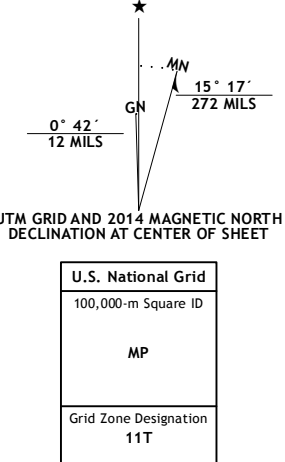 ★
MN
15° 17´
272 MILS
GN
0° 42´
12 MILS
UTM GRID AND 2014 MAGNETIC NORTH
DECLINATION AT CENTER OF SHEET
U.S. National Grid
100,000-m Square ID
MP
Grid Zone Designation
11T